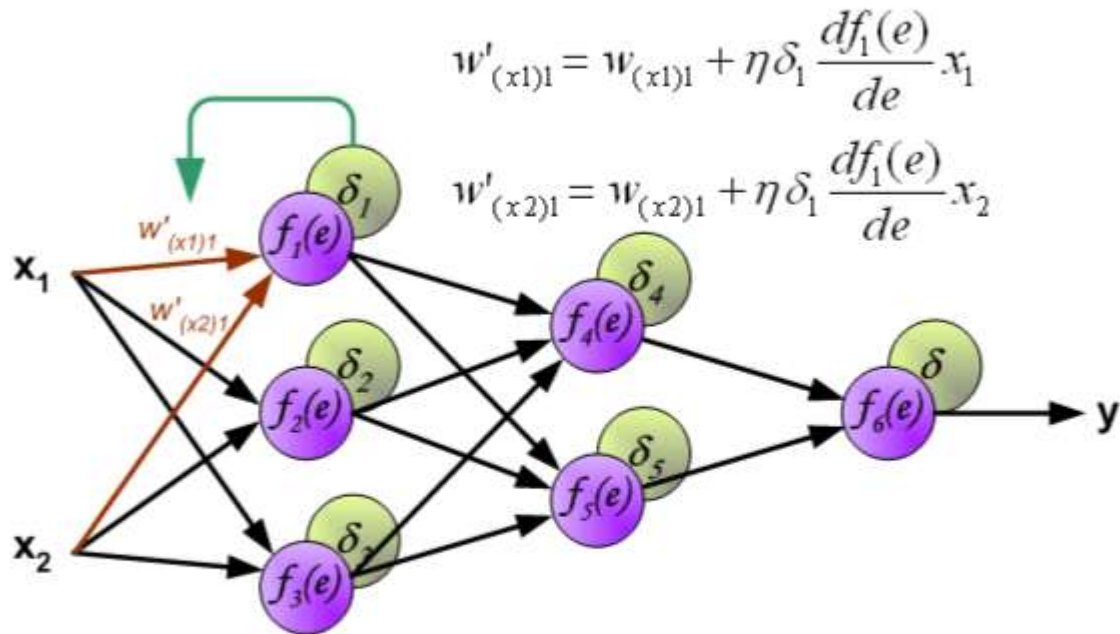 w'(x1)1 = w(x1)1 + ηδ1 df1(e)/de x1
w'(x2)1 = w(x2)1 + ηδ1 df1(e)/de x2
δ1
f1(e)
w'(x1)1
x1
w'(x2)1
δ4
f4(e)
δ2
f2(e)
δ
f6(e)
y
δ5
f5(e)
x2
f3(e)